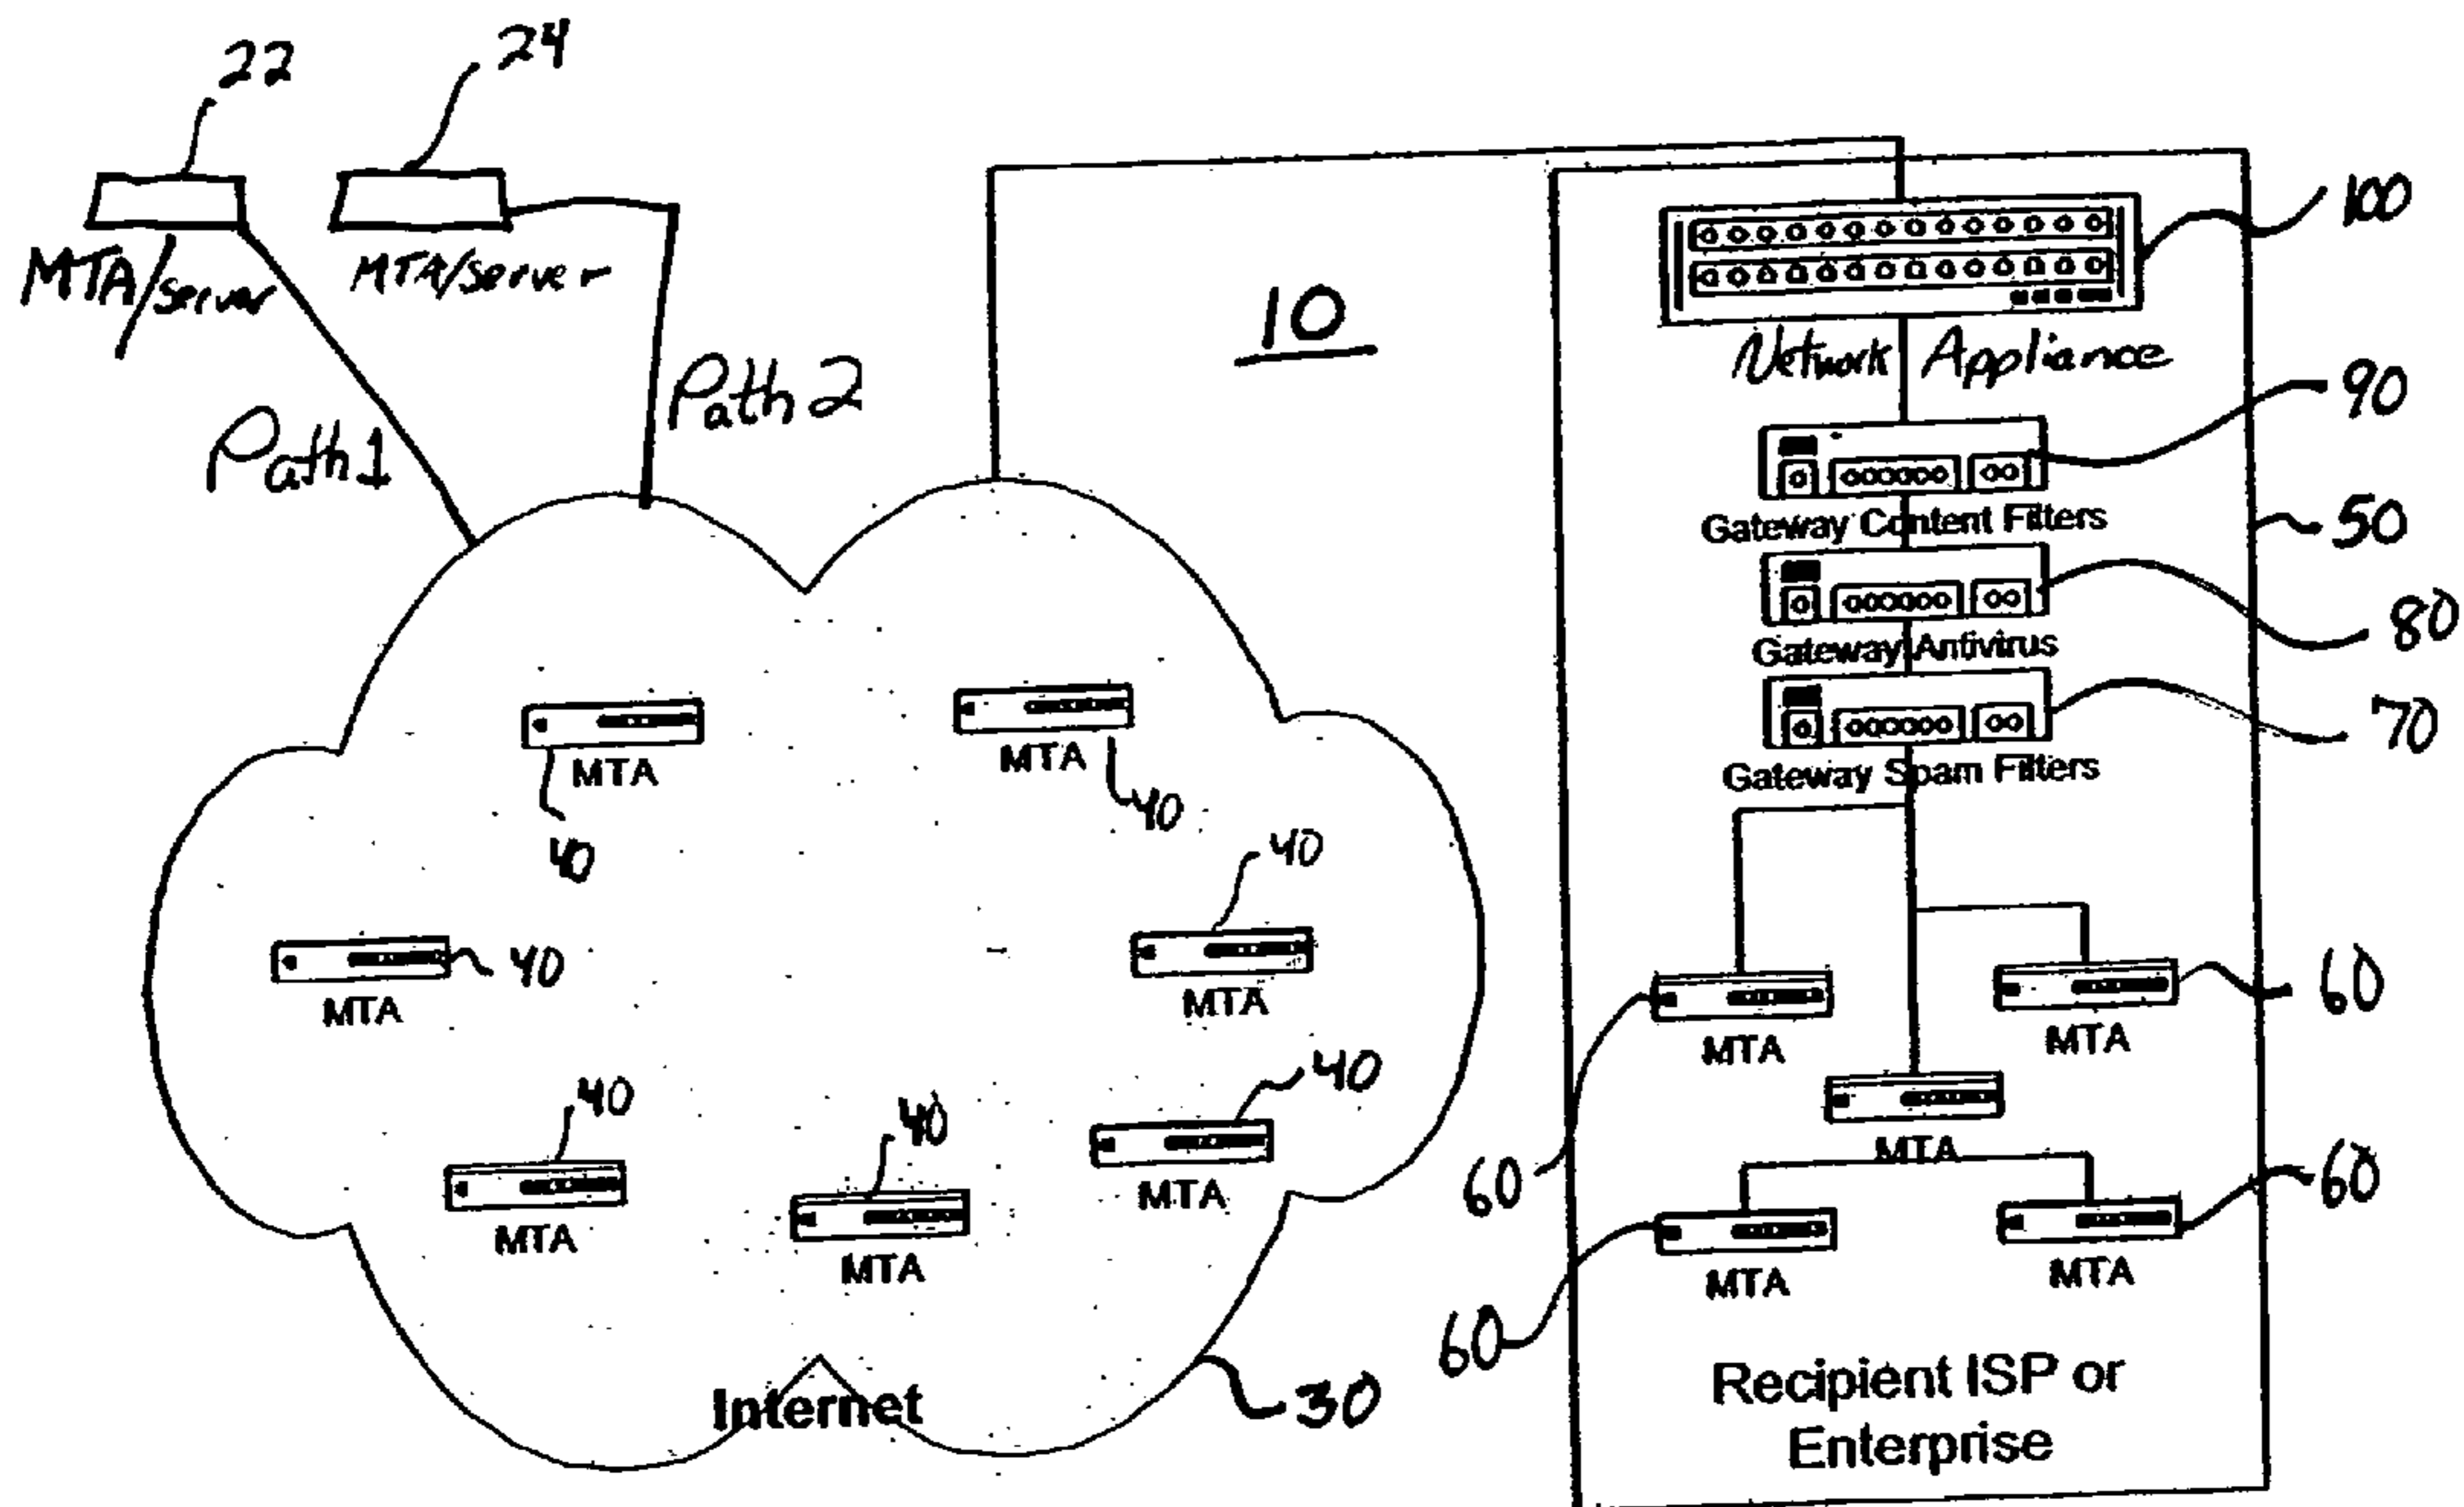 22
24
MTA/server
MTA/server
Path 1
Path 2
10
100
Network Appliance
90
Gateway Content Filters
50
Gateway Antivirus
80
Gateway Spam Filters
70
MTA
40
MTA
40
40
MTA
40
MTA
40
MTA
40
MTA
40
MTA
Internet
30
60
MTA
MTA
60
MTA
60
MTA
MTA
60
Recipient ISP or
Enterprise